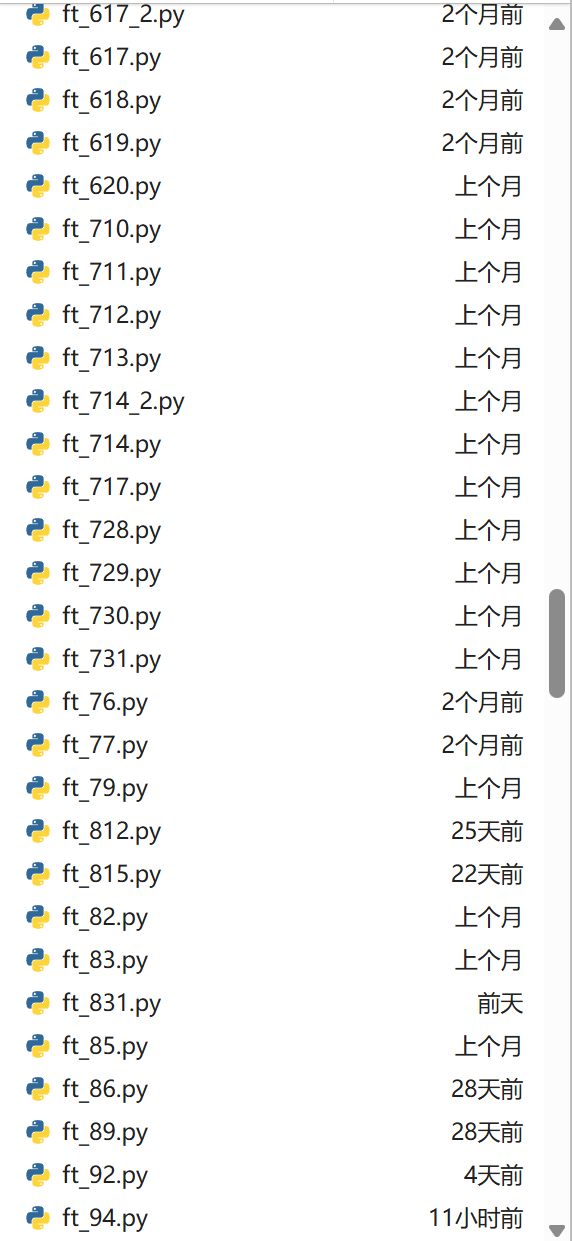 ft_617_2.py 2个月前
ft_617.py 2个月前
ft_618.py 2个月前
ft_619.py 2个月前
ft_620.py 上个月
ft_710.py 上个月
ft_711.py 上个月
ft_712.py 上个月
ft_713.py 上个月
ft_714_2.py 上个月
ft_714.py 上个月
ft_717.py 上个月
ft_728.py 上个月
ft_729.py 上个月
ft_730.py 上个月
ft_731.py 上个月
ft_76.py 2个月前
ft_77.py 2个月前
ft_79.py 上个月
ft_812.py 25天前
ft_815.py 22天前
ft_82.py 上个月
ft_83.py 上个月
ft_831.py 前天
ft_85.py 上个月
ft_86.py 28天前
ft_89.py 28天前
ft_92.py 4天前
ft_94.py 11小时前